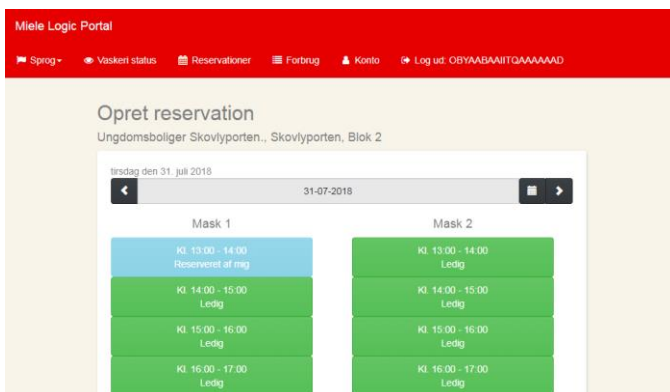 Miele Logic Portal
Sprog
Vaskeri status
Reservationer
Forbrug
Konto
Log ud: OBYAABAAIITQAAAAAAD
Opret reservation
Ungdomsboliger Skovlyporten., Skovlyporten, Blok 2
tirsdag den 31. juli 2018
31-07-2018
Mask 1
Kl. 13:00 - 14:00
Reserveret af mig
Kl. 14:00 - 15:00
Ledig
Kl. 15:00 - 16:00
Ledig
Kl. 16:00 - 17:00
Ledig
Mask 2
Kl. 13:00 - 14:00
Ledig
Kl. 14:00 - 15:00
Ledig
Kl. 15:00 - 16:00
Ledig
Kl. 16:00 - 17:00
Ledig